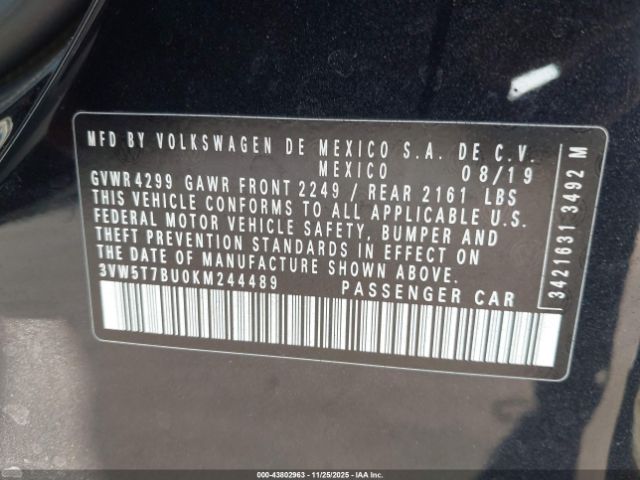 MFD BY VOLKSWAGEN DE MEXICO S.A. DE C.V.
MEXICO 08/19
GVWR 4299 GAWR FRONT 2249 / REAR 2161 LBS
THIS VEHICLE CONFORMS TO ALL APPLICABLE U.S.
FEDERAL MOTOR VEHICLE SAFETY, BUMPER AND
THEFT PREVENTION STANDARDS IN EFFECT ON
THE DATE OF MANUFACTURE SHOWN ABOVE.
3VW5T7BU0KM244489 PASSENGER CAR
3421631 3492 M
000-43802963 - 11/25/2025 - IAAI.COM